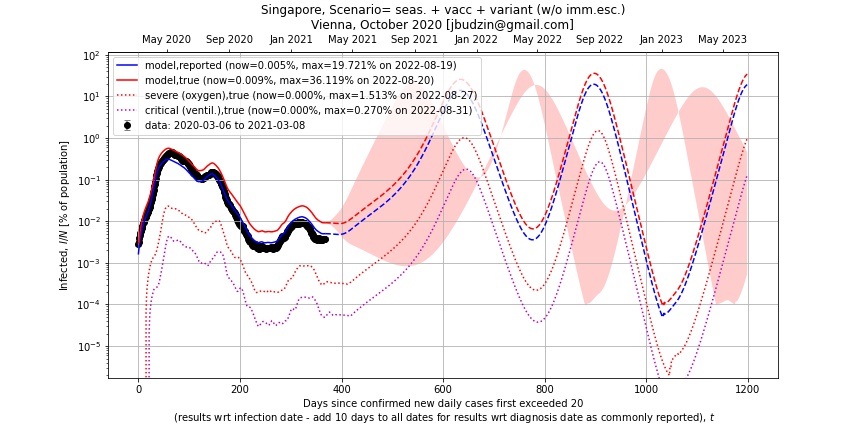 Singapore, Scenario= seas. + vacc + variant (w/o imm.esc.)
Vienna, October 2020 [jbudzin@gmail.com]
May 2020 Sep 2020 Jan 2021 May 2021 Sep 2021 Jan 2022 May 2022 Sep 2022 Jan 2023 May 2023
model,reported (now=0.005%, max=19.721% on 2022-08-19)
model,true (now=0.009%, max=36.119% on 2022-08-20)
severe (oxygen),true (now=0.000%, max=1.513% on 2022-08-27)
critical (ventil.),true (now=0.000%, max=0.270% on 2022-08-31)
data: 2020-03-06 to 2021-03-08
Infected, I/N [% of population]
10²
10¹
10⁰
10⁻¹
10⁻²
10⁻³
10⁻⁴
10⁻⁵
0 200 400 600 800 1000 1200
Days since confirmed new daily cases first exceeded 20
(results wrt infection date - add 10 days to all dates for results wrt diagnosis date as commonly reported), t